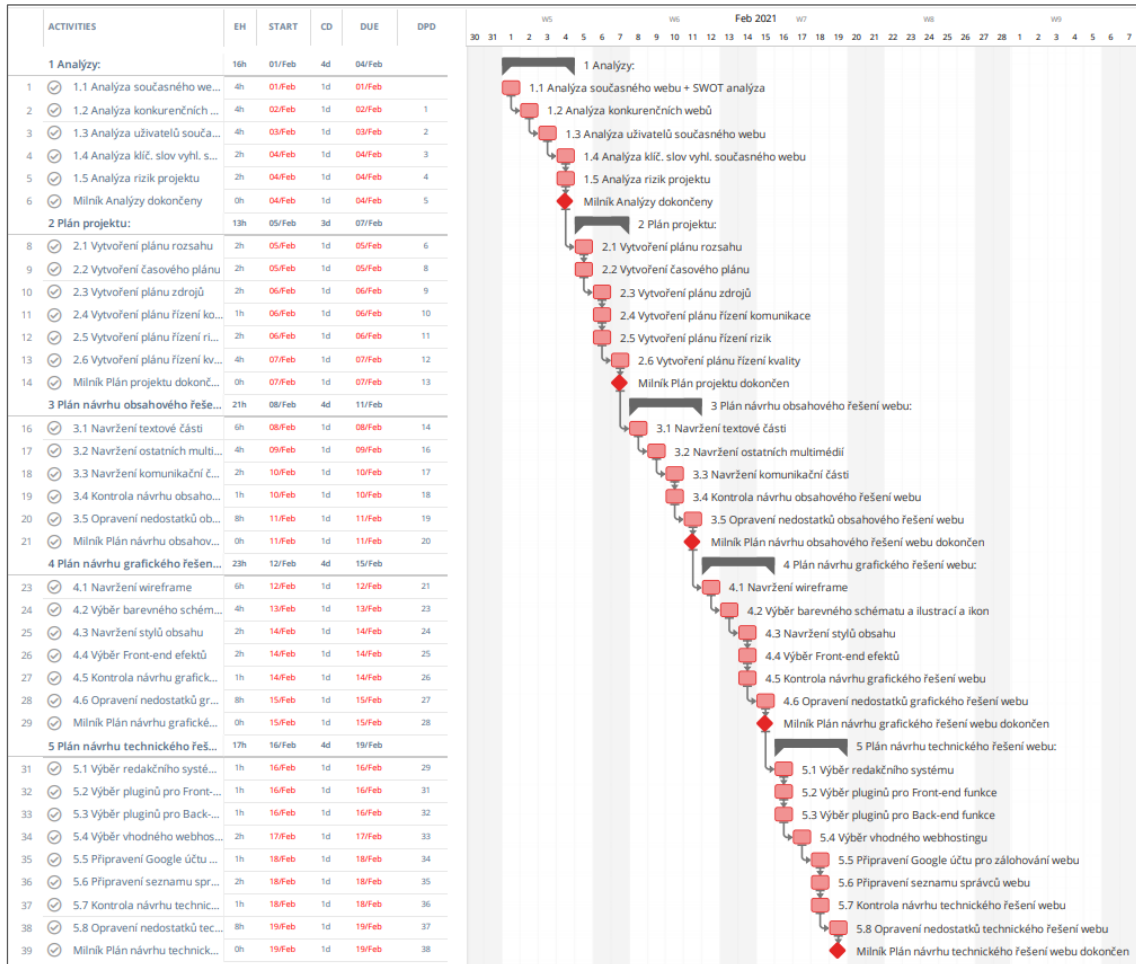 ACTIVITIES EH START CD DUE DPD
W5 W6 Feb 2021 W7 W8 W9
30 31 1 2 3 4 5 6 7 8 9 10 11 12 13 14 15 16 17 18 19 20 21 22 23 24 25 26 27 28 1 2 3 4 5 6 7
1 Analýzy: 16h 01/Feb 4d 04/Feb 1 Analýzy:
1 1.1 Analýza současného we... 4h 01/Feb 1d 01/Feb 1.1 Analýza současného webu + SWOT analýza
2 1.2 Analýza konkurenčních ... 4h 02/Feb 1d 02/Feb 1 1.2 Analýza konkurenčních webů
3 1.3 Analýza uživatelů souča... 4h 03/Feb 1d 03/Feb 2 1.3 Analýza uživatelů současného webu
4 1.4 Analýza klíč. slov vyhl. s... 2h 04/Feb 1d 04/Feb 3 1.4 Analýza klíč. slov vyhl. současného webu
5 1.5 Analýza rizik projektu 2h 04/Feb 1d 04/Feb 4 1.5 Analýza rizik projektu
6 Milník Analýzy dokončeny 0h 04/Feb 1d 04/Feb 5 Milník Analýzy dokončeny
2 Plán projektu: 13h 05/Feb 3d 07/Feb 2 Plán projektu:
8 2.1 Vytvoření plánu rozsahu 2h 05/Feb 1d 05/Feb 6 2.1 Vytvoření plánu rozsahu
9 2.2 Vytvoření časového plánu 2h 05/Feb 1d 05/Feb 8 2.2 Vytvoření časového plánu
10 2.3 Vytvoření plánu zdrojů 2h 06/Feb 1d 06/Feb 9 2.3 Vytvoření plánu zdrojů
11 2.4 Vytvoření plánu řízení ko... 1h 06/Feb 1d 06/Feb 10 2.4 Vytvoření plánu řízení komunikace
12 2.5 Vytvoření plánu řízení ri... 2h 06/Feb 1d 06/Feb 11 2.5 Vytvoření plánu řízení rizik
13 2.6 Vytvoření plánu řízení kv... 4h 07/Feb 1d 07/Feb 12 2.6 Vytvoření plánu řízení kvality
14 Milník Plán projektu dokonč... 0h 07/Feb 1d 07/Feb 13 Milník Plán projektu dokončen
3 Plán návrhu obsahového řeše... 21h 08/Feb 4d 11/Feb 3 Plán návrhu obsahového řešení webu:
16 3.1 Navržení textové části 6h 08/Feb 1d 08/Feb 14 3.1 Navržení textové části
17 3.2 Navržení ostatních multi... 4h 09/Feb 1d 09/Feb 16 3.2 Navržení ostatních multimédií
18 3.3 Navržení komunikační č... 2h 10/Feb 1d 10/Feb 17 3.3 Navržení komunikační části
19 3.4 Kontrola návrhu obsaho... 1h 10/Feb 1d 10/Feb 18 3.4 Kontrola návrhu obsahového řešení webu
20 3.5 Opravení nedostatků ob... 8h 11/Feb 1d 11/Feb 19 3.5 Opravení nedostatků obsahového řešení webu
21 Milník Plán návrhu obsahov... 0h 11/Feb 1d 11/Feb 20 Milník Plán návrhu obsahového řešení webu dokončen
4 Plán návrhu grafického řešen... 23h 12/Feb 4d 15/Feb 4 Plán návrhu grafického řešení webu:
23 4.1 Navržení wireframe 6h 12/Feb 1d 12/Feb 21 4.1 Navržení wireframe
24 4.2 Výběr barevného schém... 4h 13/Feb 1d 13/Feb 23 4.2 Výběr barevného schématu a ilustrací a ikon
25 4.3 Navržení stylů obsahu 2h 14/Feb 1d 14/Feb 24 4.3 Navržení stylů obsahu
26 4.4 Výběr Front-end efektů 2h 14/Feb 1d 14/Feb 25 4.4 Výběr Front-end efektů
27 4.5 Kontrola návrhu grafick... 1h 14/Feb 1d 14/Feb 26 4.5 Kontrola návrhu grafického řešení webu
28 4.6 Opravení nedostatků gr... 8h 15/Feb 1d 15/Feb 27 4.6 Opravení nedostatků grafického řešení webu
29 Milník Plán návrhu grafické... 0h 15/Feb 1d 15/Feb 28 Milník Plán návrhu grafického řešení webu dokončen
5 Plán návrhu technického řeš... 17h 16/Feb 4d 19/Feb 5 Plán návrhu technického řešení webu:
31 5.1 Výběr redakčního systé... 1h 16/Feb 1d 16/Feb 29 5.1 Výběr redakčního systému
32 5.2 Výběr pluginů pro Front-... 1h 16/Feb 1d 16/Feb 31 5.2 Výběr pluginů pro Front-end funkce
33 5.3 Výběr pluginů pro Back-... 1h 16/Feb 1d 16/Feb 32 5.3 Výběr pluginů pro Back-end funkce
34 5.4 Výběr vhodného webhos... 2h 17/Feb 1d 17/Feb 33 5.4 Výběr vhodného webhostingu
35 5.5 Připravení Google účtu ... 1h 18/Feb 1d 18/Feb 34 5.5 Připravení Google účtu pro zálohování webu
36 5.6 Připravení seznamu spr... 2h 18/Feb 1d 18/Feb 35 5.6 Připravení seznamu správců webu
37 5.7 Kontrola návrhu technic... 1h 18/Feb 1d 18/Feb 36 5.7 Kontrola návrhu technického řešení webu
38 5.8 Opravení nedostatků tec... 8h 19/Feb 1d 19/Feb 37 5.8 Opravení nedostatků technického řešení webu
39 Milník Plán návrhu technick... 0h 19/Feb 1d 19/Feb 38 Milník Plán návrhu technického řešení webu dokončen